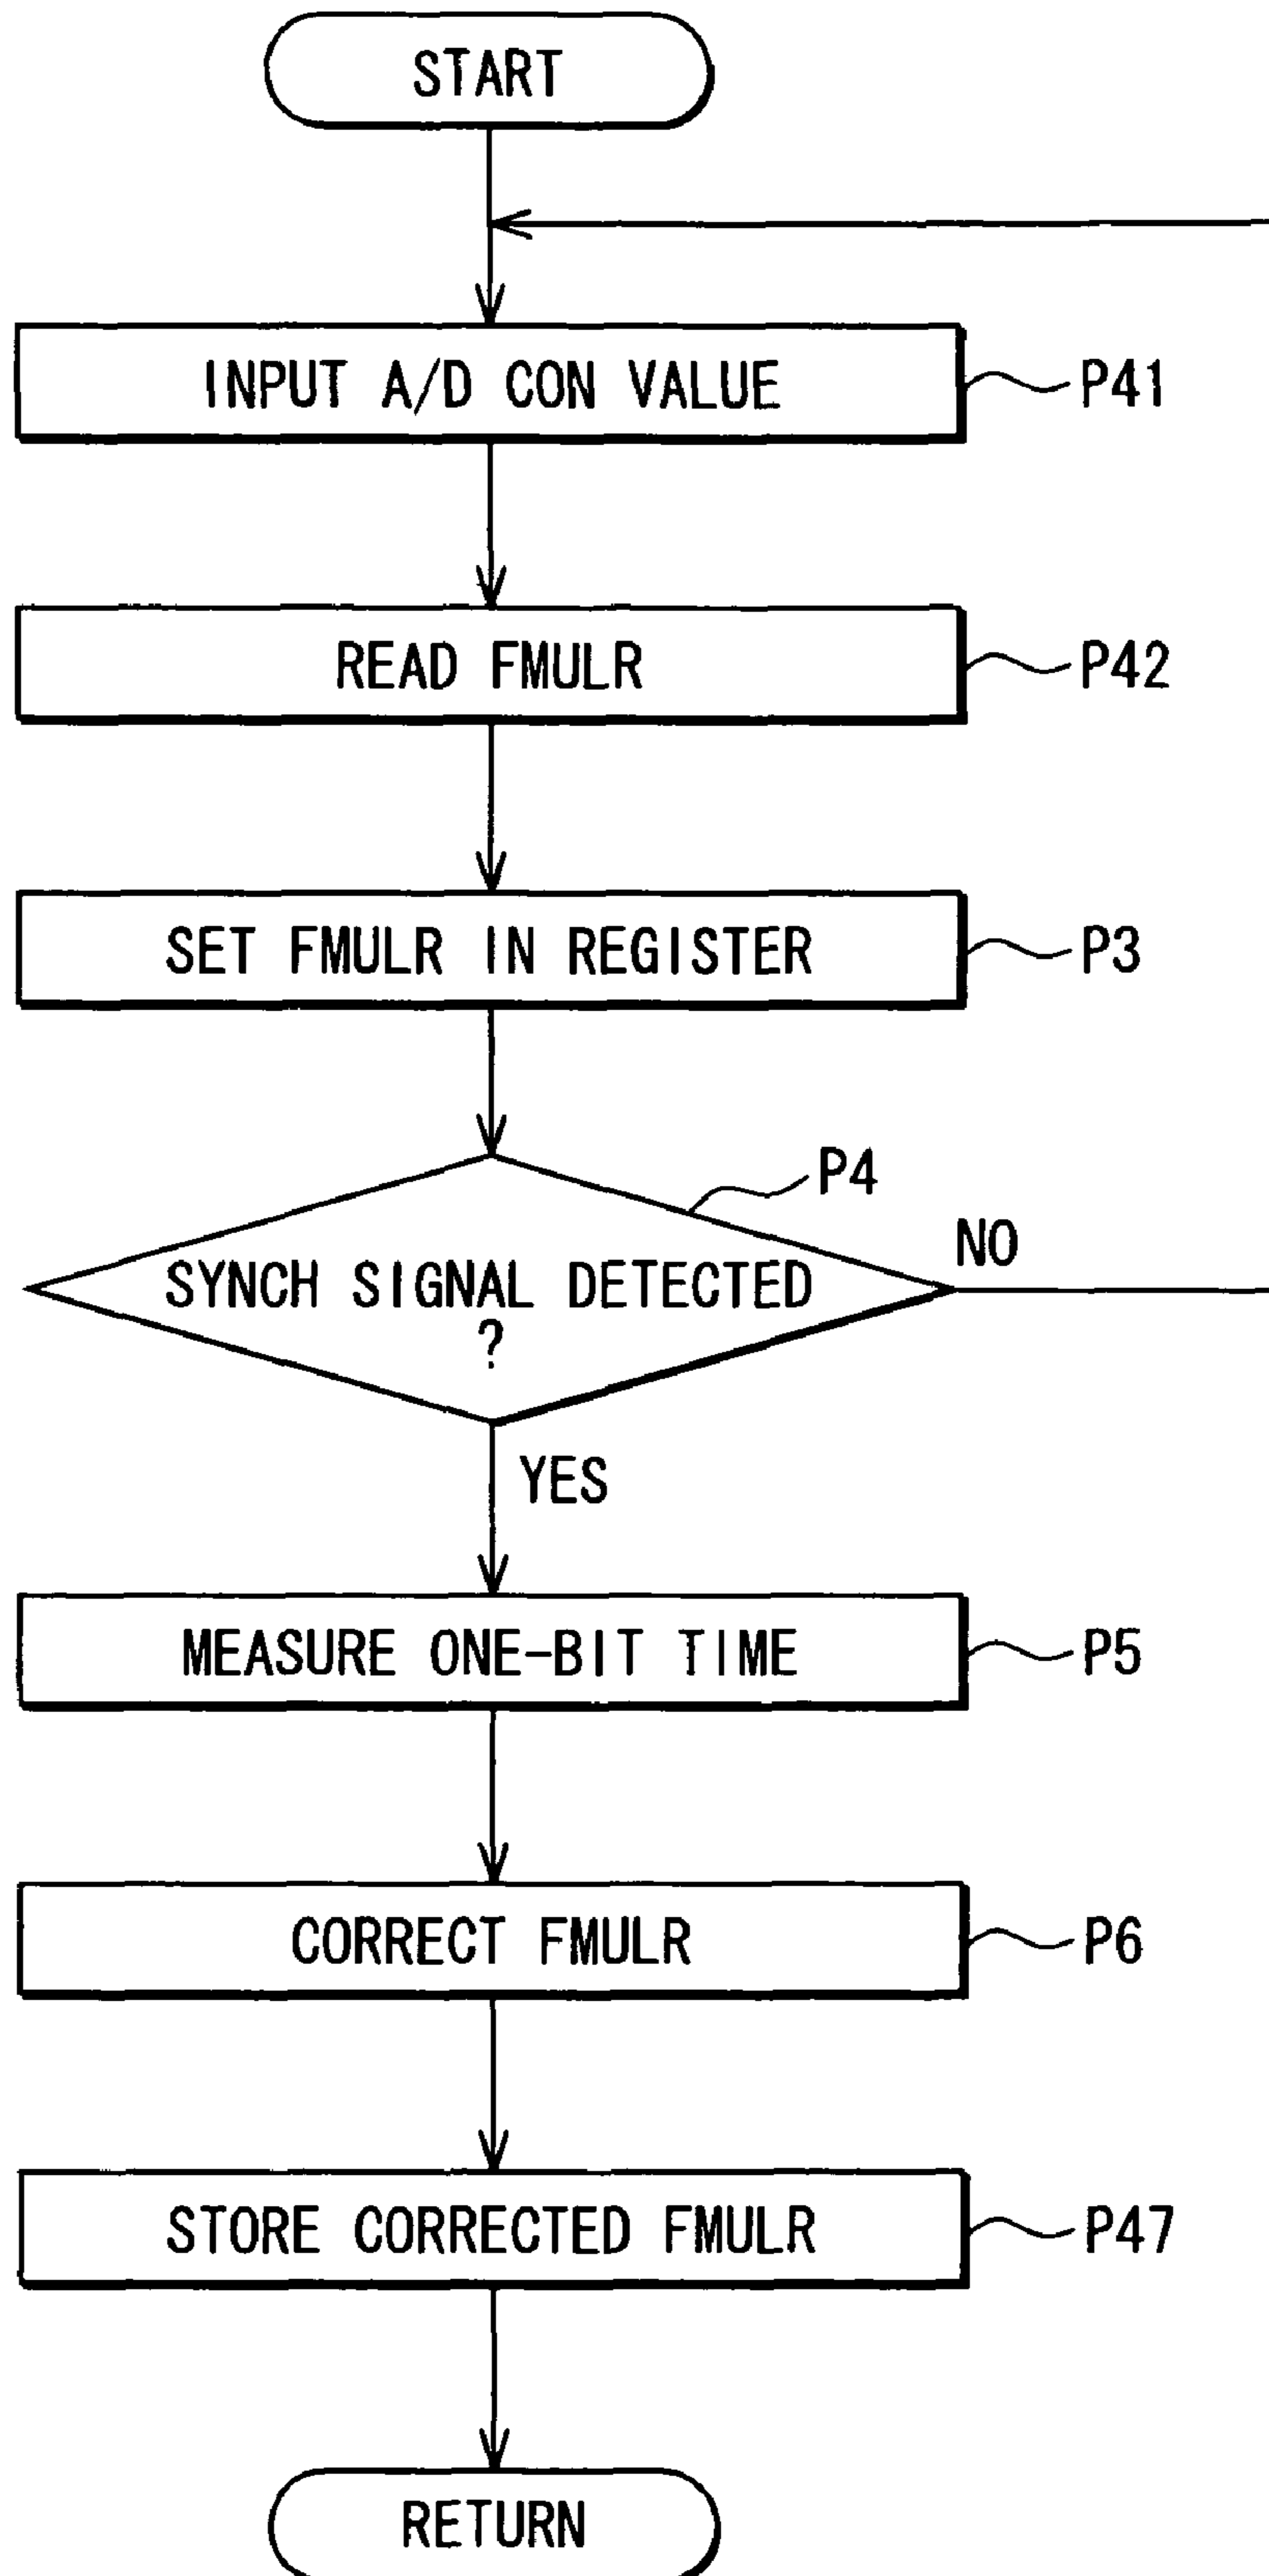 START
INPUT A/D CON VALUE
P41
READ FMULR
P42
SET FMULR IN REGISTER
P3
P4
SYNCH SIGNAL DETECTED
?
NO
YES
MEASURE ONE-BIT TIME
P5
CORRECT FMULR
P6
STORE CORRECTED FMULR
P47
RETURN